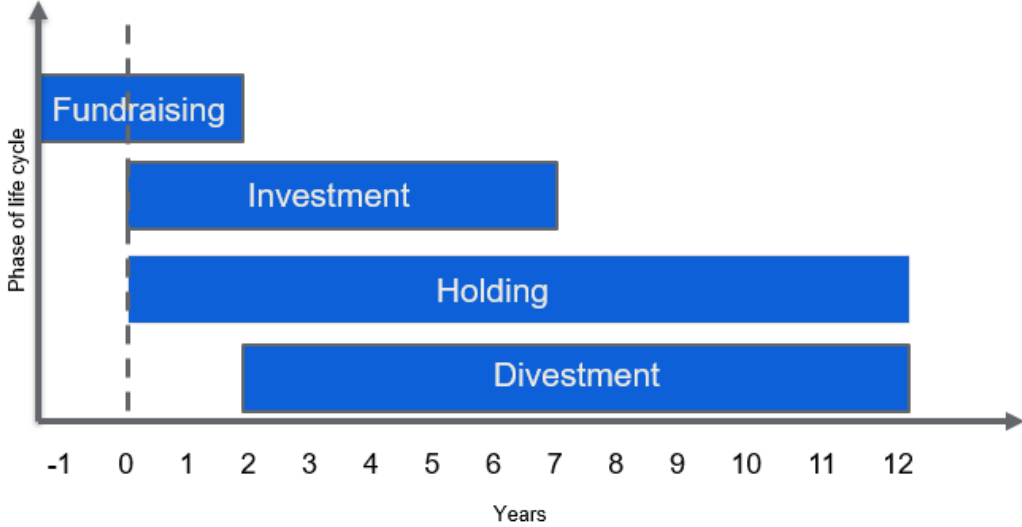 Fundraising
Investment
Holding
Divestment
Phase of life cycle
-1 0 1 2 3 4 5 6 7 8 9 10 11 12
Years